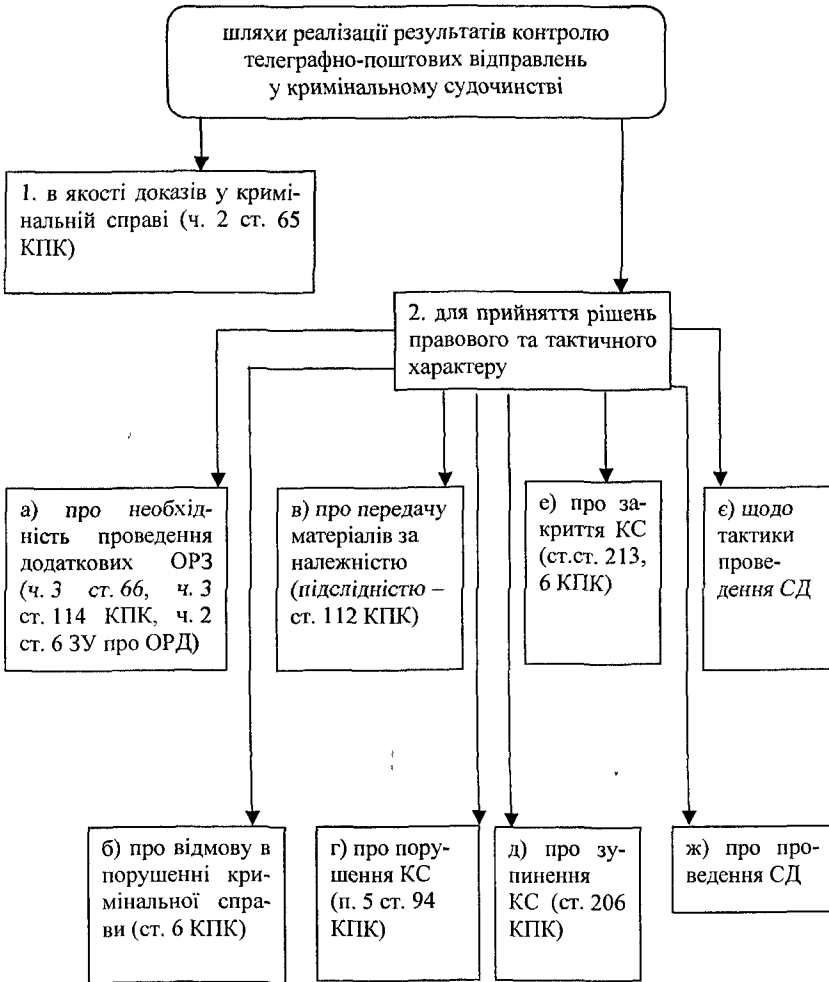 шляхи реалізації результатів контролю
телеграфно-поштових відправлень
у кримінальному судочинстві
1. в якості доказів у кримі-
нальній справі (ч. 2 ст. 65
КПК)
2. для прийняття рішень
правового та тактичного
характеру
а) про необхід-
ність проведення
додаткових ОРЗ
(ч. 3 ст. 66, ч. 3
ст. 114 КПК, ч. 2
ст. 6 ЗУ про ОРД)
в) про передачу
матеріалів за
належністю
(підслідністю –
ст. 112 КПК)
е) про за-
криття КС
(ст.ст. 213,
6 КПК)
є) щодо
тактики
прове-
дення СД
б) про відмову в
порушенні кри-
мінальної спра-
ви (ст. 6 КПК)
г) про пору-
шення КС
(п. 5 ст. 94
КПК)
д) про зу-
пинення
КС (ст. 206
КПК)
ж) про про-
ведення СД